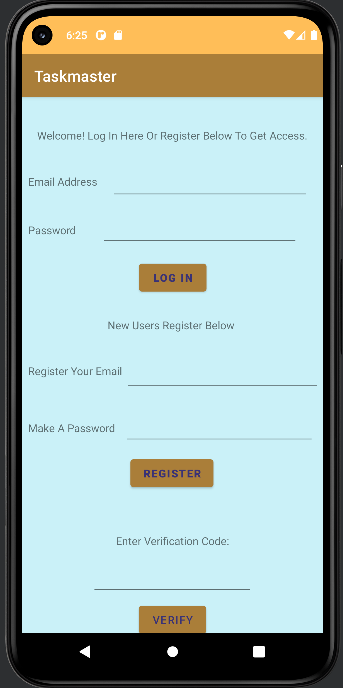 6:25
Taskmaster
Welcome! Log In Here Or Register Below To Get Access.
Email Address
Password
LOG IN
New Users Register Below
Register Your Email
Make A Password
REGISTER
Enter Verification Code:
VERIFY